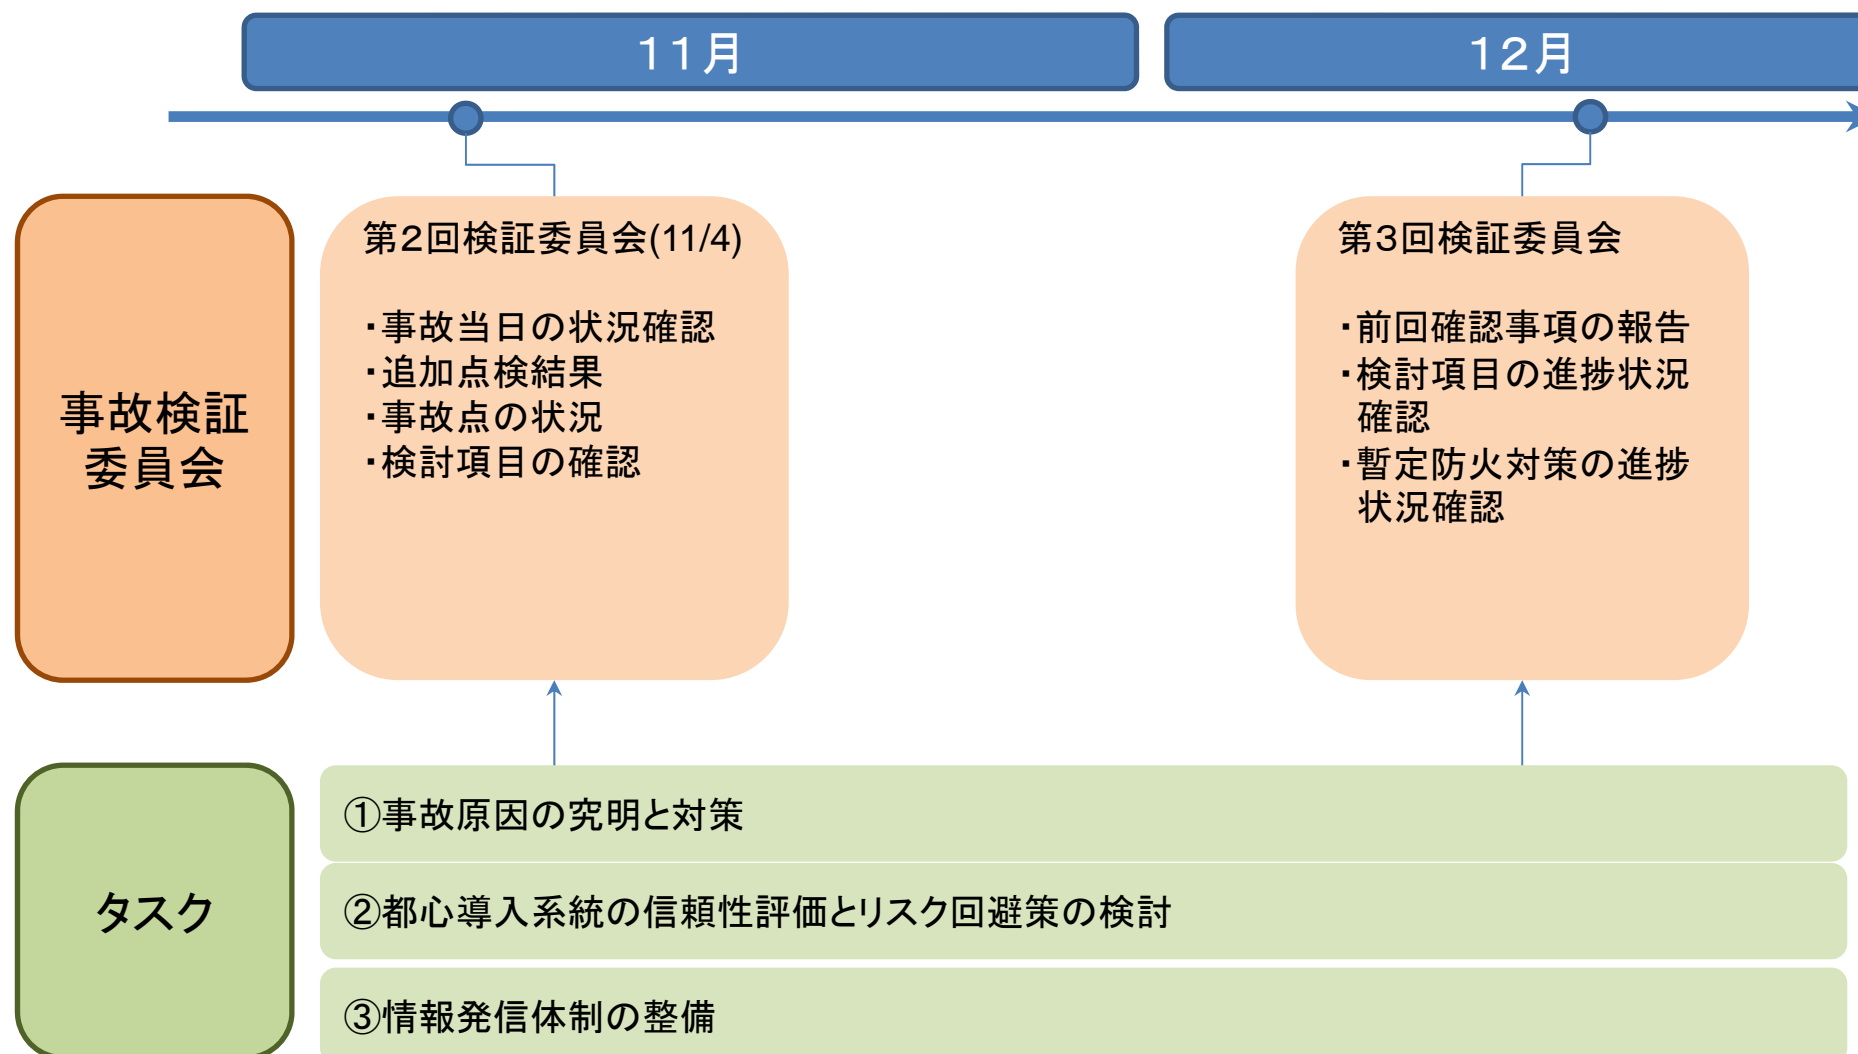 11月
12月
事故検証
委員会
第2回検証委員会(11/4)
・事故当日の状況確認
・追加点検結果
・事故点の状況
・検討項目の確認
第3回検証委員会
・前回確認事項の報告
・検討項目の進捗状況
確認
・暫定防火対策の進捗
状況確認
タスク
①事故原因の究明と対策
②都心導入系統の信頼性評価とリスク回避策の検討
③情報発信体制の整備